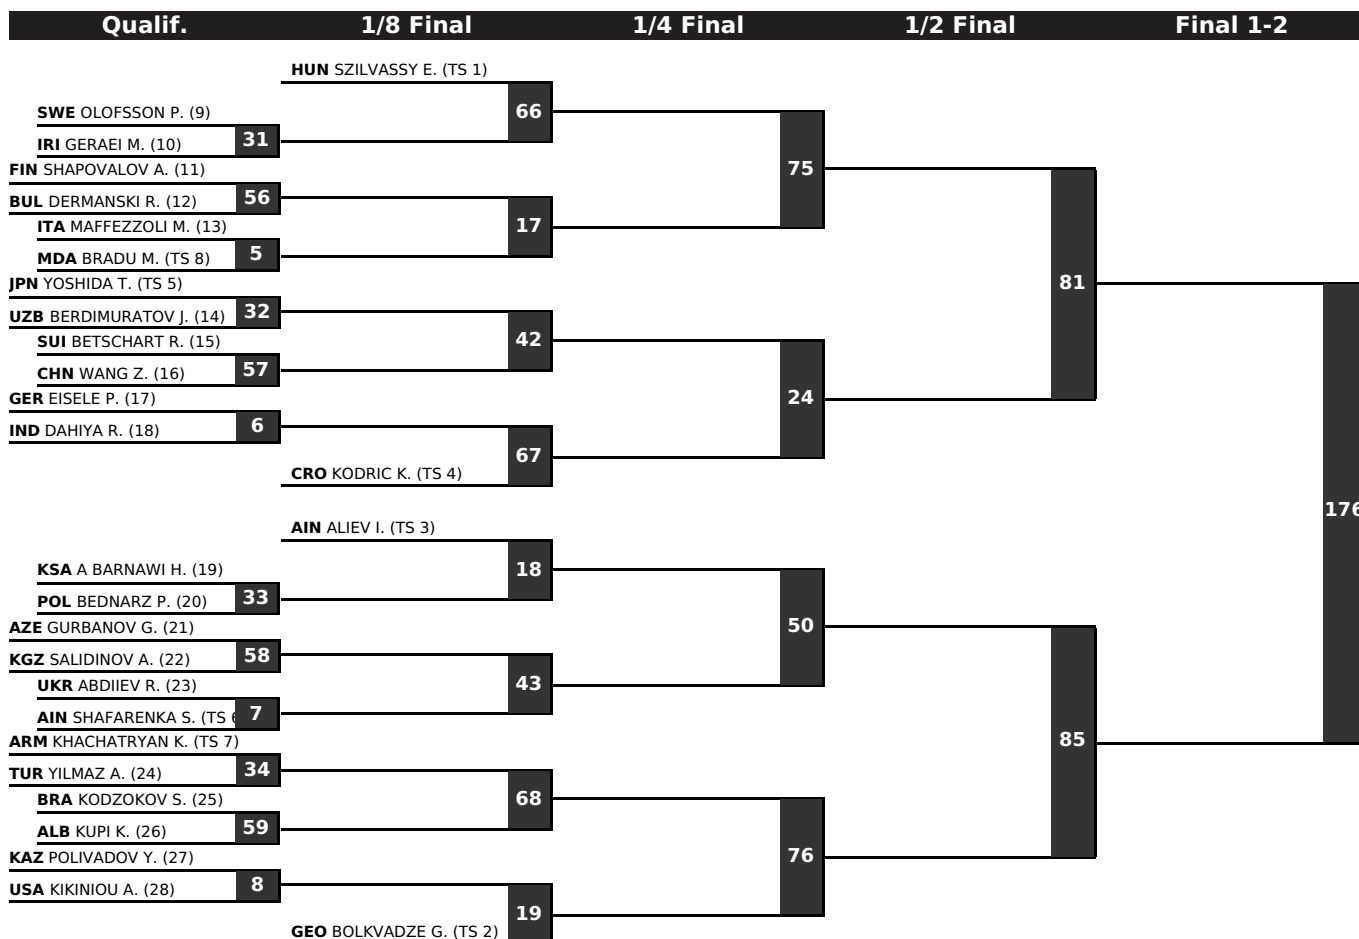 Qualif. 1/8 Final 1/4 Final 1/2 Final Final 1-2
HUN SZILVASSY E. (TS 1)
66
SWE OLOFSSON P. (9)
31
IRI GERAEI M. (10)
FIN SHAPOVALOV A. (11)
75
56
BUL DERMANSKI R. (12)
ITA MAFFEZZOLI M. (13)
17
5
MDA BRADU M. (TS 8)
JPN YOSHIDA T. (TS 5)
81
32
UZB BERDIMURATOV J. (14)
SUI BETSCHART R. (15)
42
57
CHN WANG Z. (16)
GER EISELE P. (17)
24
6
IND DAHIYA R. (18)
67
CRO KODRIC K. (TS 4)
176
AIN ALIEV I. (TS 3)
18
KSA A BARNAWI H. (19)
33
POL BEDNARZ P. (20)
AZE GURBANOV G. (21)
50
58
KGZ SALIDINOV A. (22)
UKR ABDIIEV R. (23)
43
7
AIN SHAFARENKA S. (TS 6
ARM KHACHATRYAN K. (TS 7)
85
34
TUR YILMAZ A. (24)
BRA KODZOKOV S. (25)
68
59
ALB KUPI K. (26)
KAZ POLIVADOV Y. (27)
76
8
USA KIKINIOU A. (28)
19
GEO BOLKVADZE G. (TS 2)